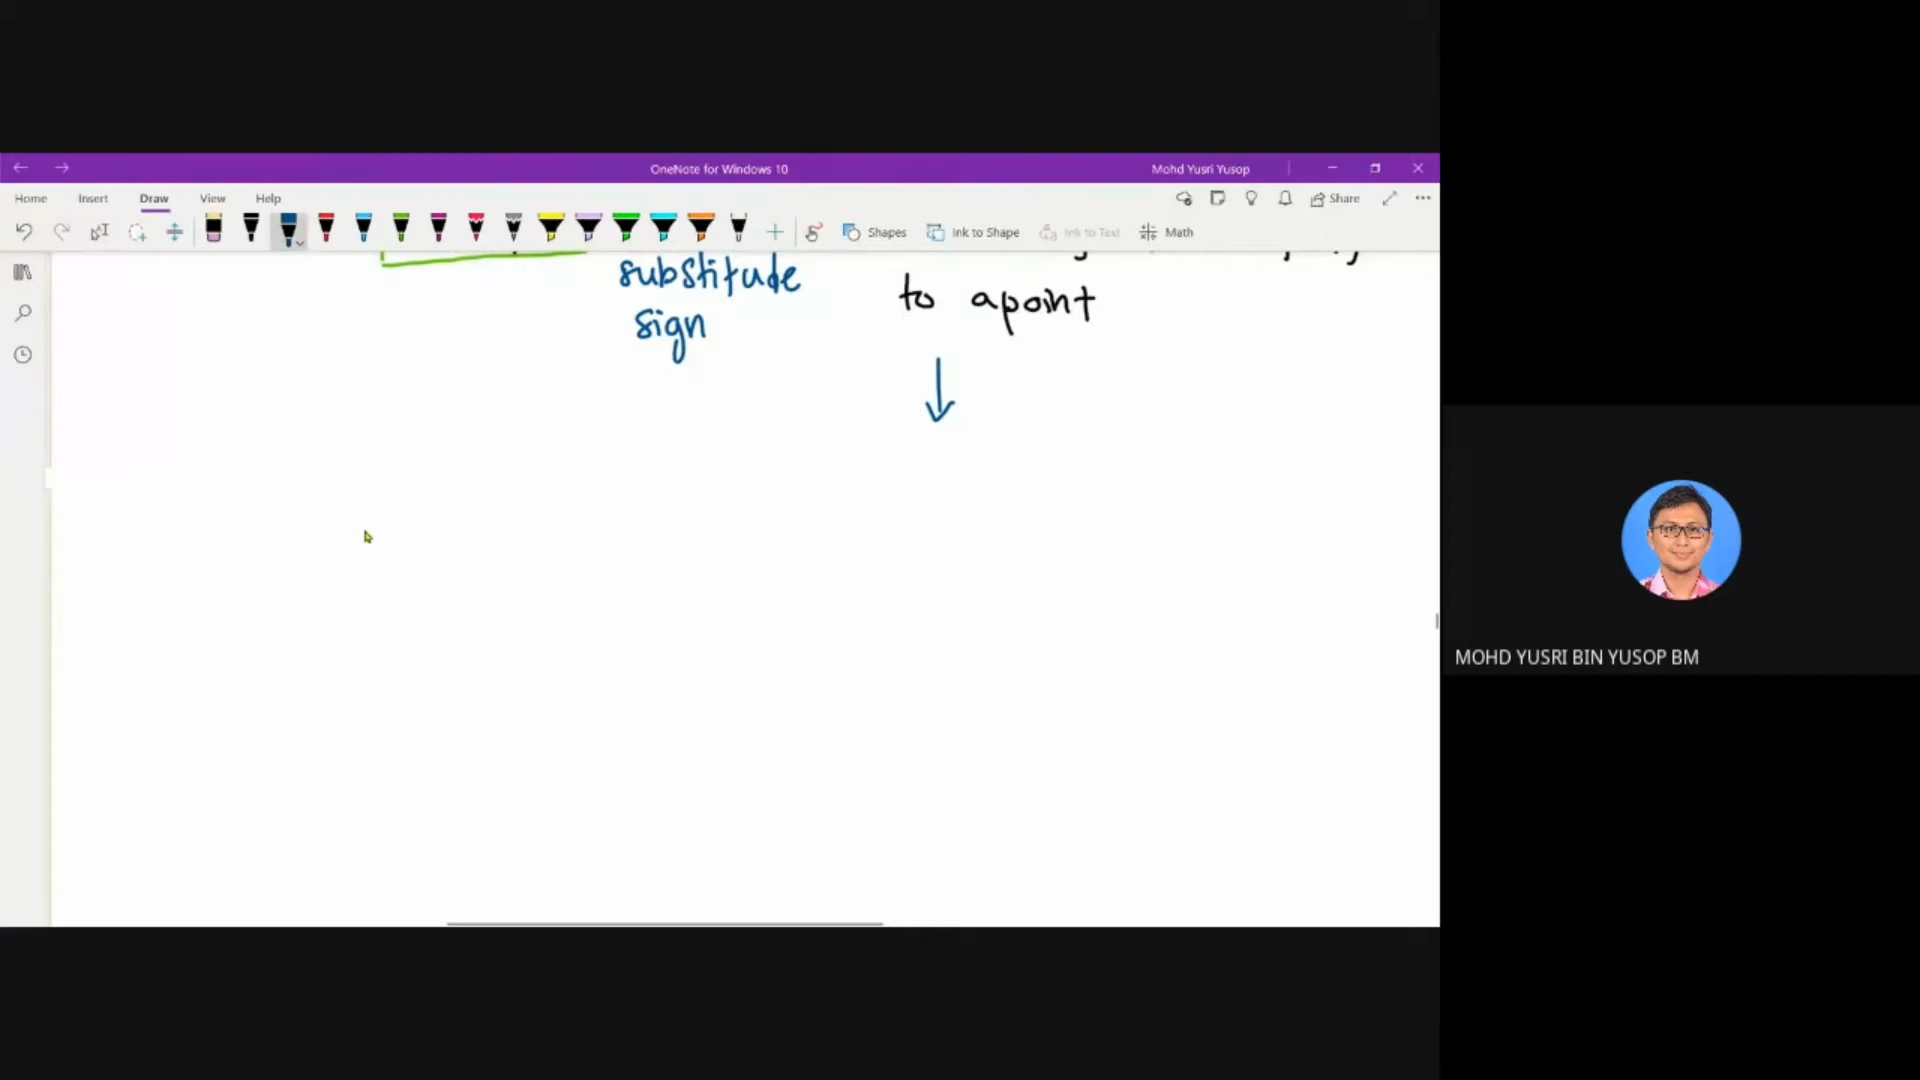 OneNote for Windows 10
Mohd Yusri Yusop
Home Insert Draw View Help
Share
Shapes Ink to Shape Ink to Text Math
substitude
sign
to apoint
MOHD YUSRI BIN YUSOP BM